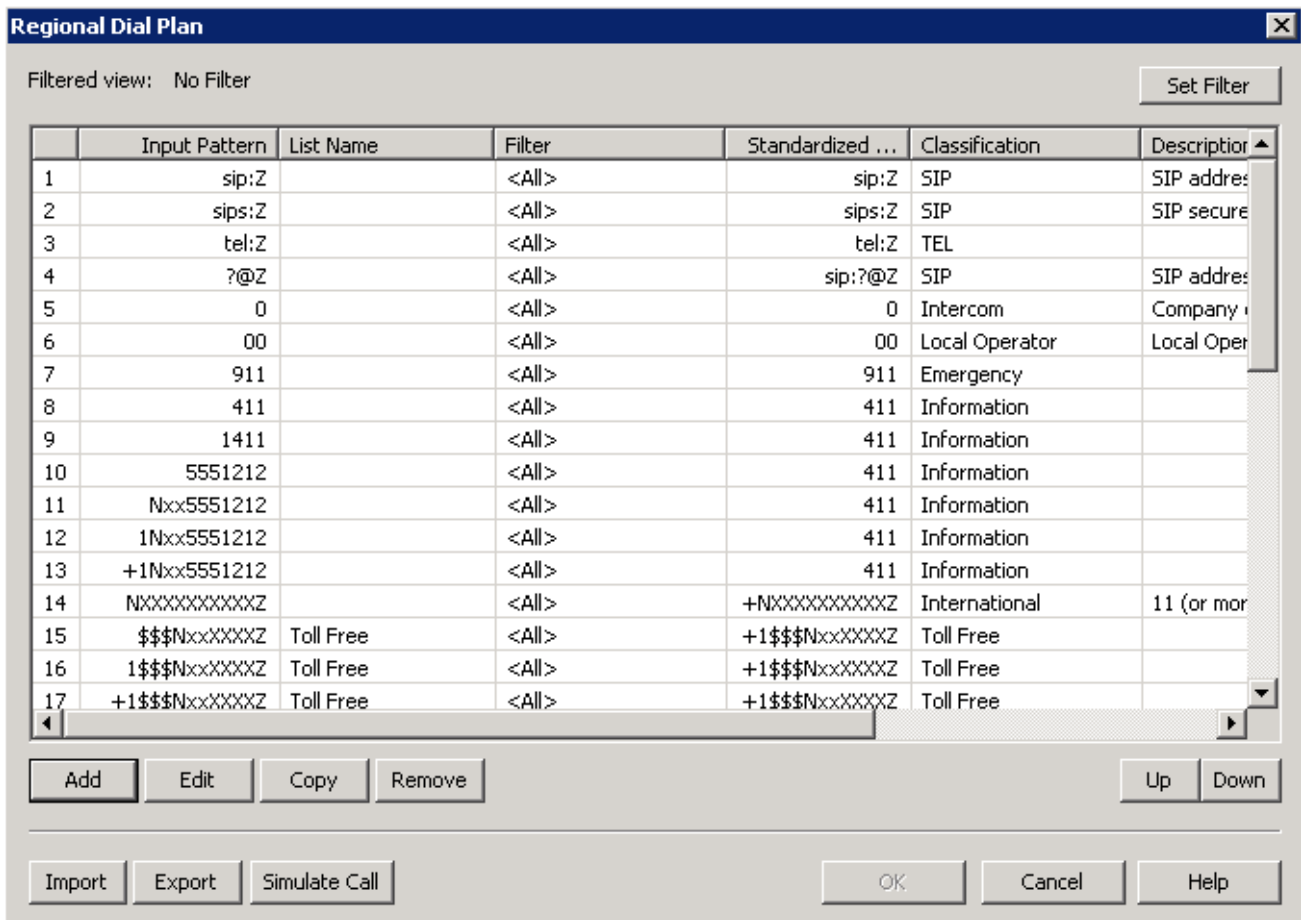 Regional Dial Plan
Filtered view: No Filter
Set Filter
Input Pattern List Name Filter Standardized ... Classification Description
1 sip:Z <All> sip:Z SIP SIP addres
2 sips:Z <All> sips:Z SIP SIP secure
3 tel:Z <All> tel:Z TEL
4 ?@Z <All> sip:?@Z SIP SIP addres
5 0 <All> 0 Intercom Company
6 00 <All> 00 Local Operator Local Oper
7 911 <All> 911 Emergency
8 411 <All> 411 Information
9 1411 <All> 411 Information
10 5551212 <All> 411 Information
11 Nxx5551212 <All> 411 Information
12 1Nxx5551212 <All> 411 Information
13 +1Nxx5551212 <All> 411 Information
14 NXXXXXXXXXXZ <All> +NXXXXXXXXXXZ International 11 (or mor
15 $$$NxxXXXXZ Toll Free <All> +1$$$NxxXXXXZ Toll Free
16 1$$$NxxXXXXZ Toll Free <All> +1$$$NxxXXXXZ Toll Free
17 +1$$$NxxXXXXZ Toll Free <All> +1$$$NxxXXXXZ Toll Free
Add Edit Copy Remove Up Down
Import Export Simulate Call OK Cancel Help